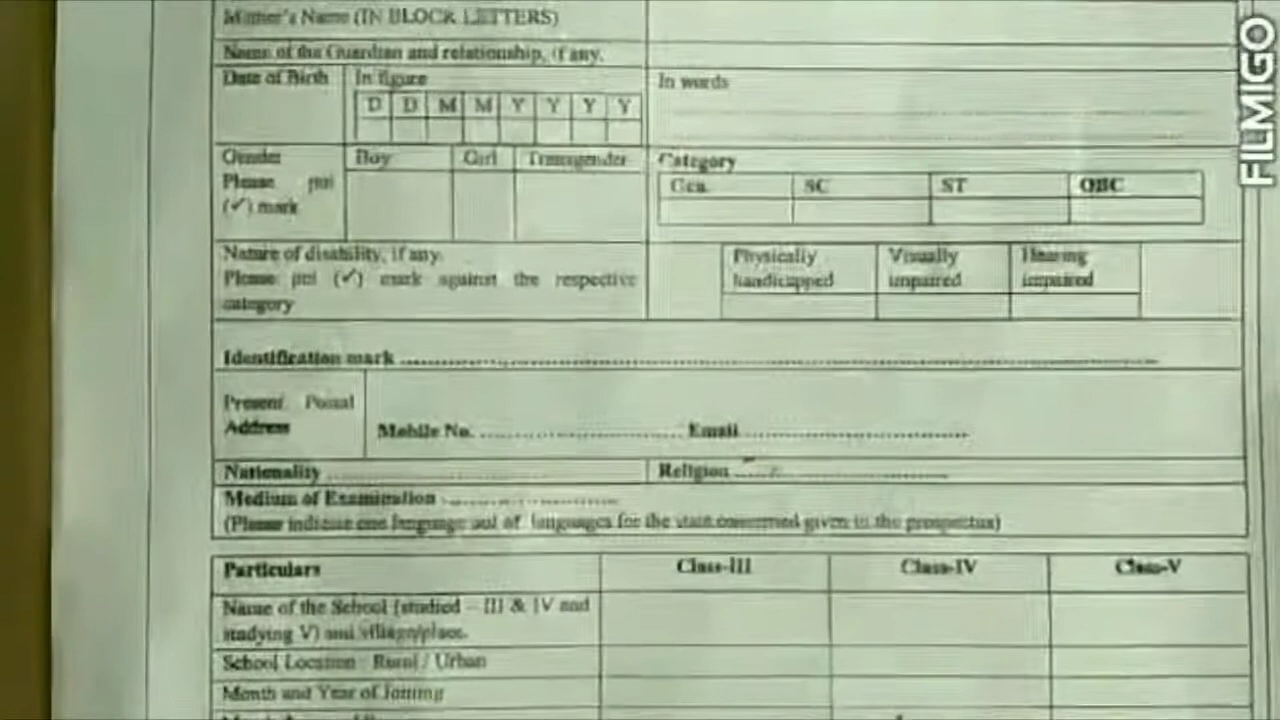 Mother's Name (IN BLOCK LETTERS)
Name of the Guardian and relationship, if any.
Date of Birth In figure In words
D D M M Y Y Y Y
Gender Boy Girl Transgender Category
Please put Gen. SC ST OBC
(✓) mark
Nature of disability, if any. Physically Visually Hearing
Please put (✓) mark against the respective handicapped impaired impaired
category
Identification mark ........................
Present Postal
Address Mobile No. ........................ Email ........................
Nationality ........................ Religion ........................
Medium of Examination ........................
(Please indicate one language out of languages for the state concerned given in the prospectus)
Particulars Class-III Class-IV Class-V
Name of the School (studied – III & IV and
studying V) and village/place.
School Location : Rural / Urban
Month and Year of Joining
FILMIGO